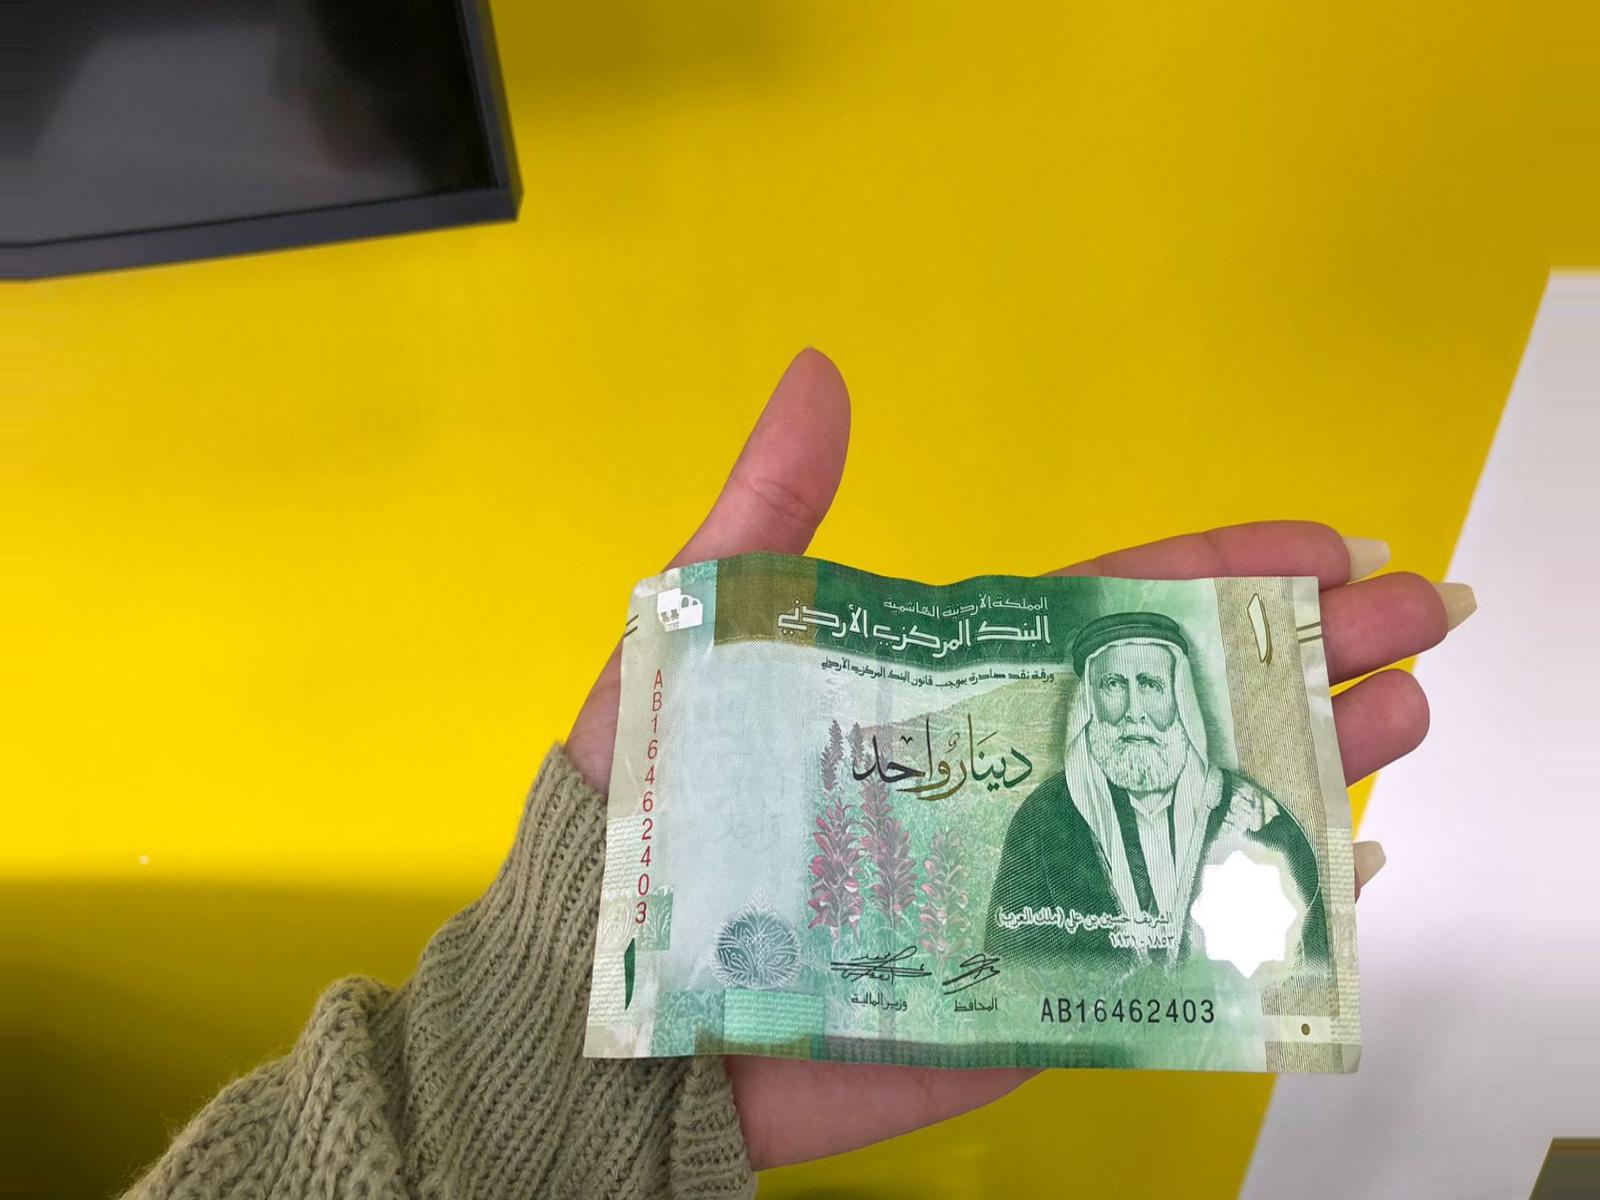 المملكة الأردنية الهاشمية
البنك المركزي الأردني
ورقة نقد صادرة بموجب قانون البنك المركزي الأردني
١
دينار واحد
AB16462403
الشريف حسين بن علي (ملك العرب)
١٨٥٣ - ١٩٣١
وزير المالية
المحافظ
AB16462403
١